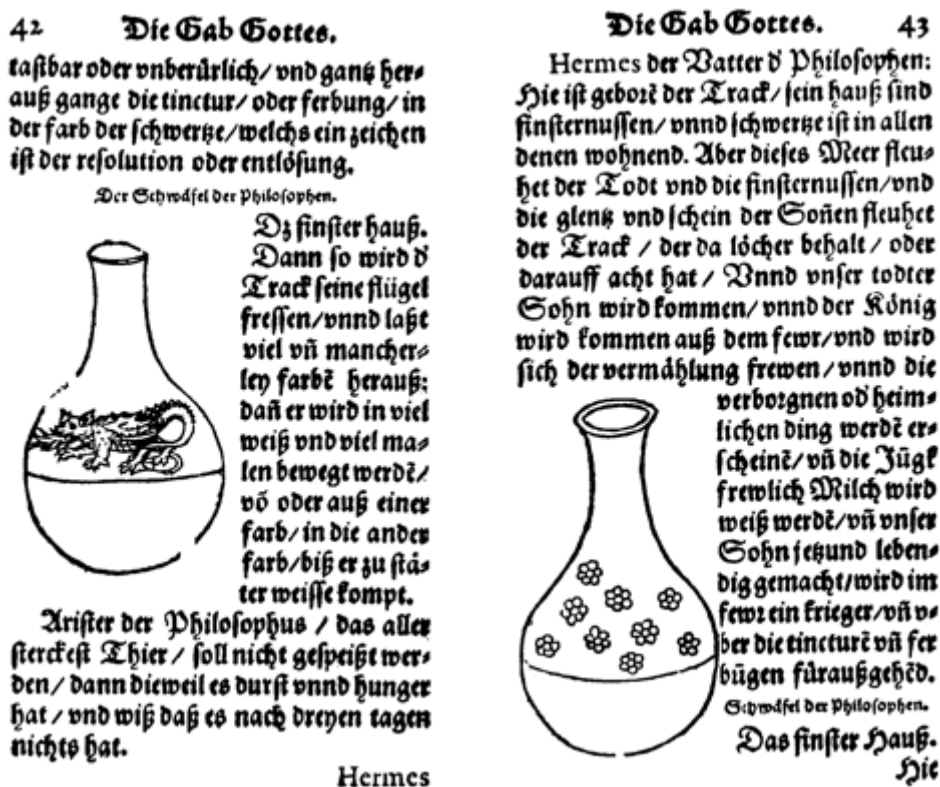 42 Die Gab Gottes.
taſtbar oder vnberürlich/ vnd gantz her⸗
auß gange die tinctur/ oder ferbung/ in
der farb der ſchwertze/welchs ein zeichen
iſt der reſolution oder entlöſung.
Der Schwäfel der Philoſophen.
Dz finſter hauß.
Dann ſo wird d'
Track ſeine flügel
freſſen/vnnd laßt
viel vñ mancher⸗
ley farbẽ herauß:
dañ er wird in viel
weiß vnd viel ma⸗
len bewegt werdẽ/
võ oder auß einer
farb/ in die ander
farb/biß er zu ſtä⸗
ter weiſſe kompt.
Ariſter der Philoſophus / das aller
ſterckeſt Thier / ſoll nicht geſpeißt wer⸗
den/ dann dieweil es durſt vnnd hunger
hat / vnd wiß daß es nach dreyen tagen
nichts hat.
Hermes
Die Gab Gottes. 43
Hermes der Vatter d' Philoſophen:
Hie iſt geborẽ der Track/ ſein hauß ſind
finſternuſſen/ vnnd ſchwertze iſt in allen
denen wohnend. Aber dieſes Meer fleu⸗
het der Todt vnd die finſternuſſen/vnd
die glentz vnd ſchein der Soñen fleuhet
der Track / der da löcher behalt / oder
darauff acht hat / Vnnd vnſer todter
Sohn wird kommen/ vnnd der König
wird kommen auß dem fewr/vnd wird
ſich der vermählung frewen / vnnd die
verborgnen od' heim⸗
lichen ding werdẽ er⸗
ſcheinẽ/ vñ die Jũgk
frewlich Milch wird
weiß werdẽ/vñ vnſer
Sohn jetzund leben⸗
dig gemacht/wird im
fewr ein krieger/vñ v⸗
ber die tincturẽ vñ fer
bũgen füraußgehẽd.
Schwäfel der Philoſophen.
Das finſter Hauß.
Hie